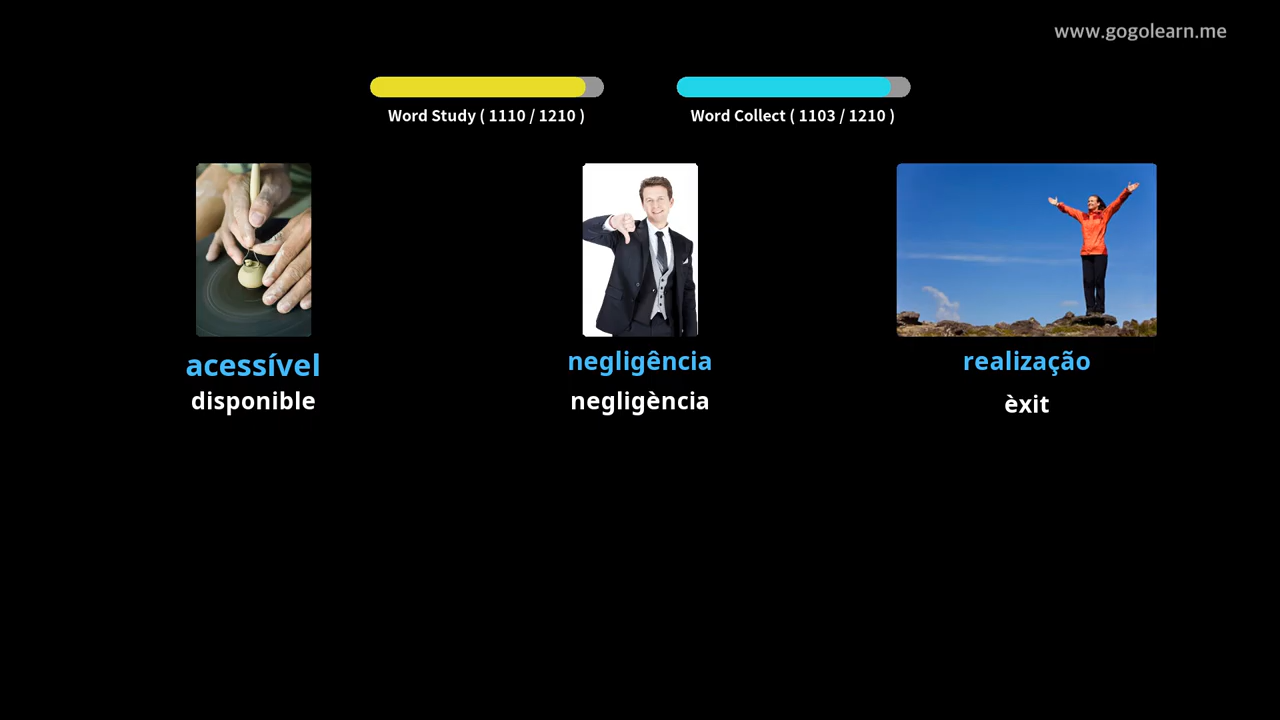 www.gogolearn.me
Word Study ( 1110 / 1210 )
Word Collect ( 1103 / 1210 )
acessível
disponible
negligência
negligència
realização
èxit